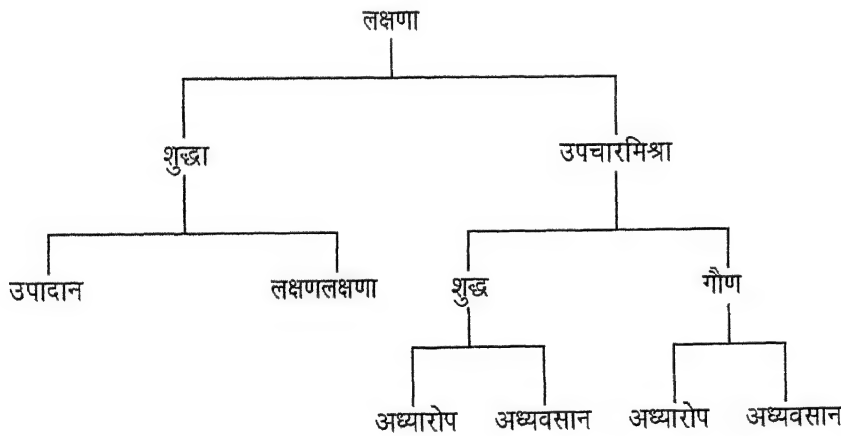 लक्षणा
शुद्धा उपचारमिश्रा
उपादान लक्षणलक्षणा शुद्ध गौण
अध्यारोप अध्यवसान अध्यारोप अध्यवसान